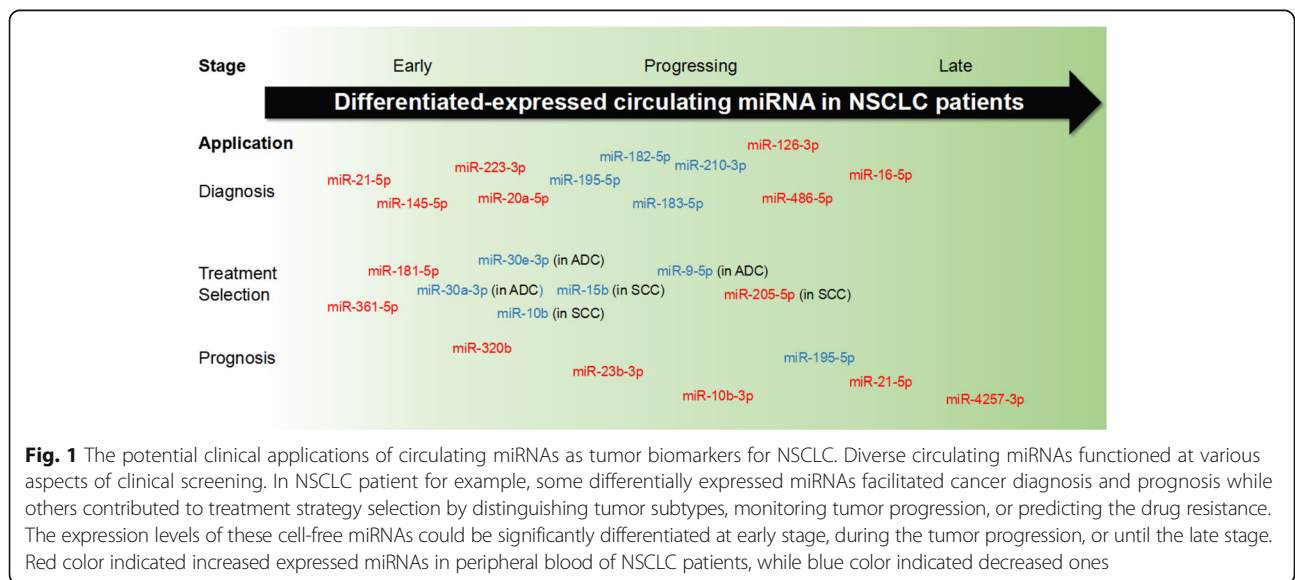 Stage Early Progressing Late
Differentiated-expressed circulating miRNA in NSCLC patients
Application
Diagnosis
miR-126-3p
miR-182-5p
miR-210-3p
miR-223-3p
miR-16-5p
miR-21-5p
miR-195-5p
miR-20a-5p
miR-486-5p
miR-145-5p
miR-183-5p
Treatment
Selection
miR-30e-3p (in ADC)
miR-181-5p
miR-9-5p (in ADC)
miR-30a-3p (in ADC)
miR-15b (in SCC)
miR-205-5p (in SCC)
miR-361-5p
miR-10b (in SCC)
Prognosis
miR-320b
miR-195-5p
miR-23b-3p
miR-21-5p
miR-10b-3p
miR-4257-3p
Fig. 1 The potential clinical applications of circulating miRNAs as tumor biomarkers for NSCLC. Diverse circulating miRNAs functioned at various
aspects of clinical screening. In NSCLC patient for example, some differentially expressed miRNAs facilitated cancer diagnosis and prognosis while
others contributed to treatment strategy selection by distinguishing tumor subtypes, monitoring tumor progression, or predicting the drug resistance.
The expression levels of these cell-free miRNAs could be significantly differentiated at early stage, during the tumor progression, or until the late stage.
Red color indicated increased expressed miRNAs in peripheral blood of NSCLC patients, while blue color indicated decreased ones